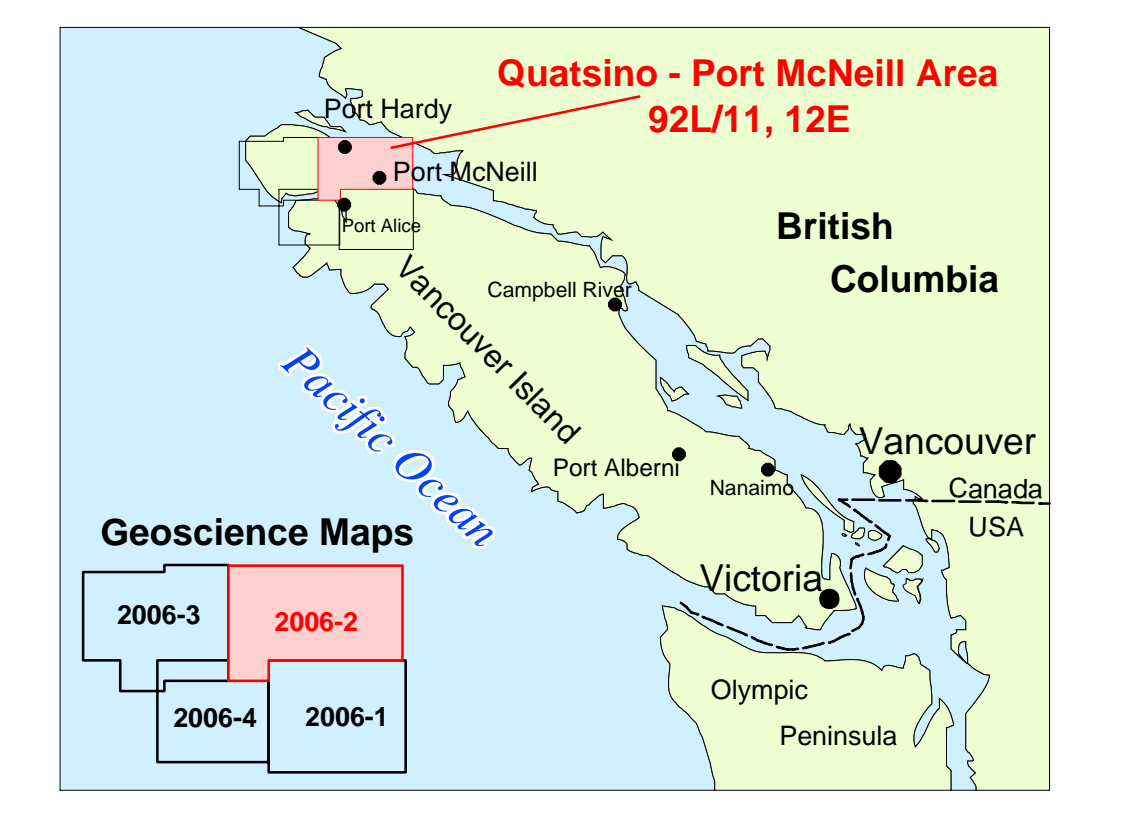 Quatsino - Port McNeill Area
92L/11, 12E
Port Hardy
Port McNeill
Port Alice
British
Columbia
Campbell River
Vancouver Island
Pacific Ocean
Vancouver
Port Alberni
Nanaimo
Canada
USA
Geoscience Maps
Victoria
2006-3
2006-2
2006-4
2006-1
Olympic
Peninsula